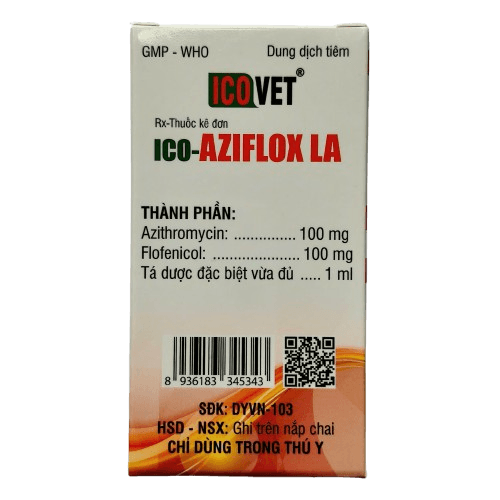 GMP - WHO Dung dịch tiêm
ICOVET®
Rx-Thuốc kê đơn
ICO-AZIFLOX LA
THÀNH PHẦN:
Azithromycin: ............... 100 mg
Flofenicol: ..................... 100 mg
Tá dược đặc biệt vừa đủ ..... 1 ml
8 936183 345343
SĐK: DYVN-103
HSD - NSX: Ghi trên nắp chai
CHỈ DÙNG TRONG THÚ Y